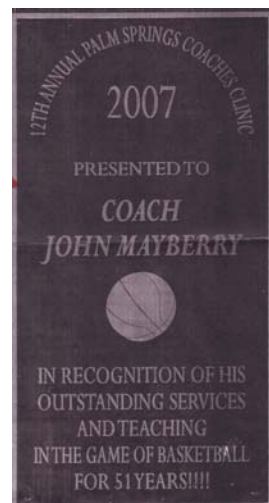 12TH ANNUAL PALM SPRINGS COACHES CLINIC
2007
PRESENTED TO
COACH
JOHN MAYBERRY
IN RECOGNITION OF HIS
OUTSTANDING SERVICES
AND TEACHING
IN THE GAME OF BASKETBALL
FOR 51 YEARS!!!!